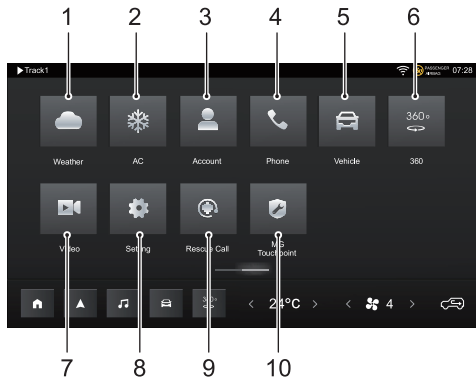 1 2 3 4 5 6
Track1 PASSENGER AIRBAG 07:28
360°
Weather AC Account Phone Vehicle 360
Video Setting Rescue Call MG Touchpoint
360°
24°C 4
7 8 9 10